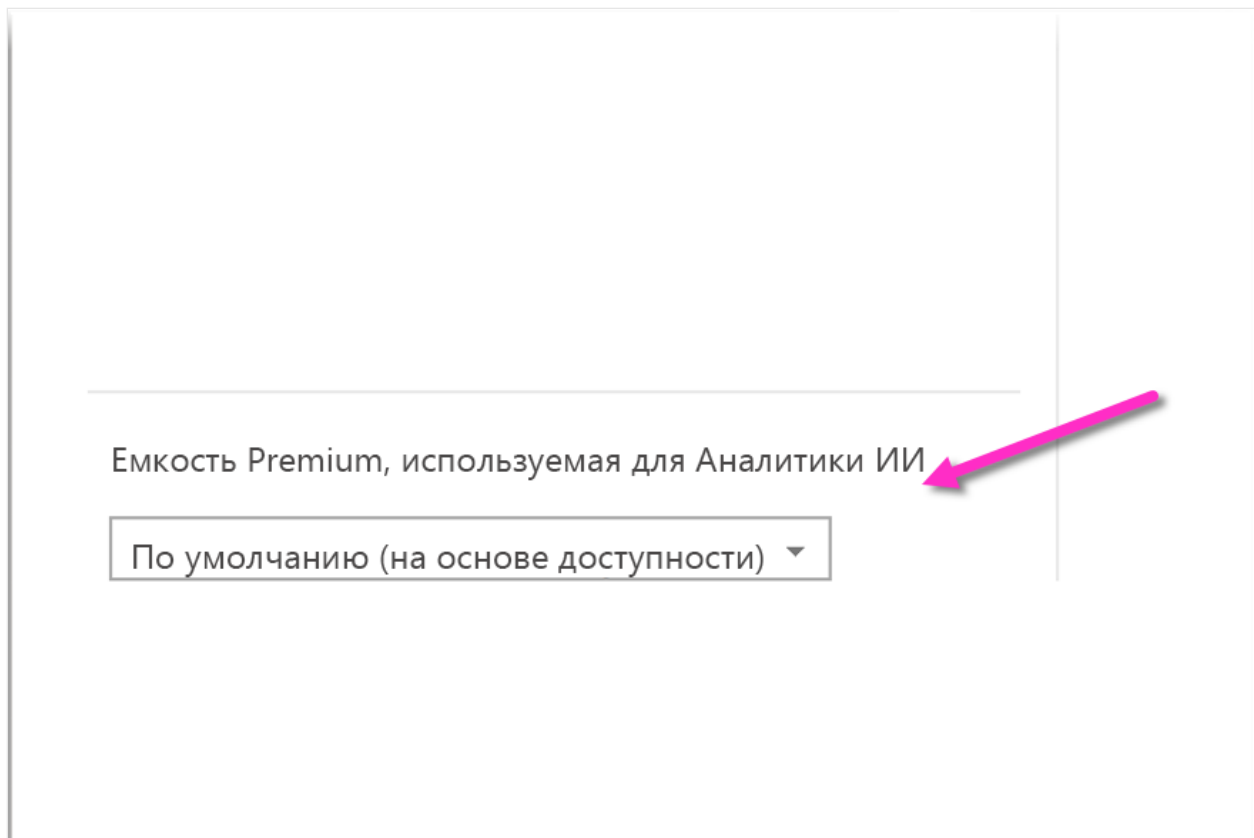 Емкость Premium, используемая для Аналитики ИИ
По умолчанию (на основе доступности)